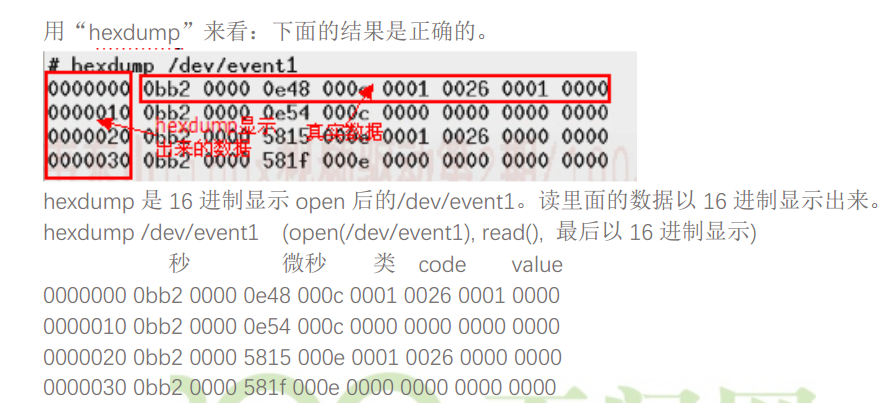 用“hexdump”来看：下面的结果是正确的。
# hexdump /dev/event1
0000000 0bb2 0000 0e48 000c 0001 0026 0001 0000
0000010 0bb2 0000 0e54 000c 0000 0000 0000 0000
0000020 0bb2 0000 5815 000e 0001 0026 0000 0000
0000030 0bb2 0000 581f 000e 0000 0000 0000 0000
hexdump显示
出来的数据
真实数据
hexdump 是 16 进制显示 open 后的/dev/event1。读里面的数据以 16 进制显示出来。
hexdump /dev/event1 (open(/dev/event1), read(), 最后以 16 进制显示)
秒 微秒 类 code value
0000000 0bb2 0000 0e48 000c 0001 0026 0001 0000
0000010 0bb2 0000 0e54 000c 0000 0000 0000 0000
0000020 0bb2 0000 5815 000e 0001 0026 0000 0000
0000030 0bb2 0000 581f 000e 0000 0000 0000 0000